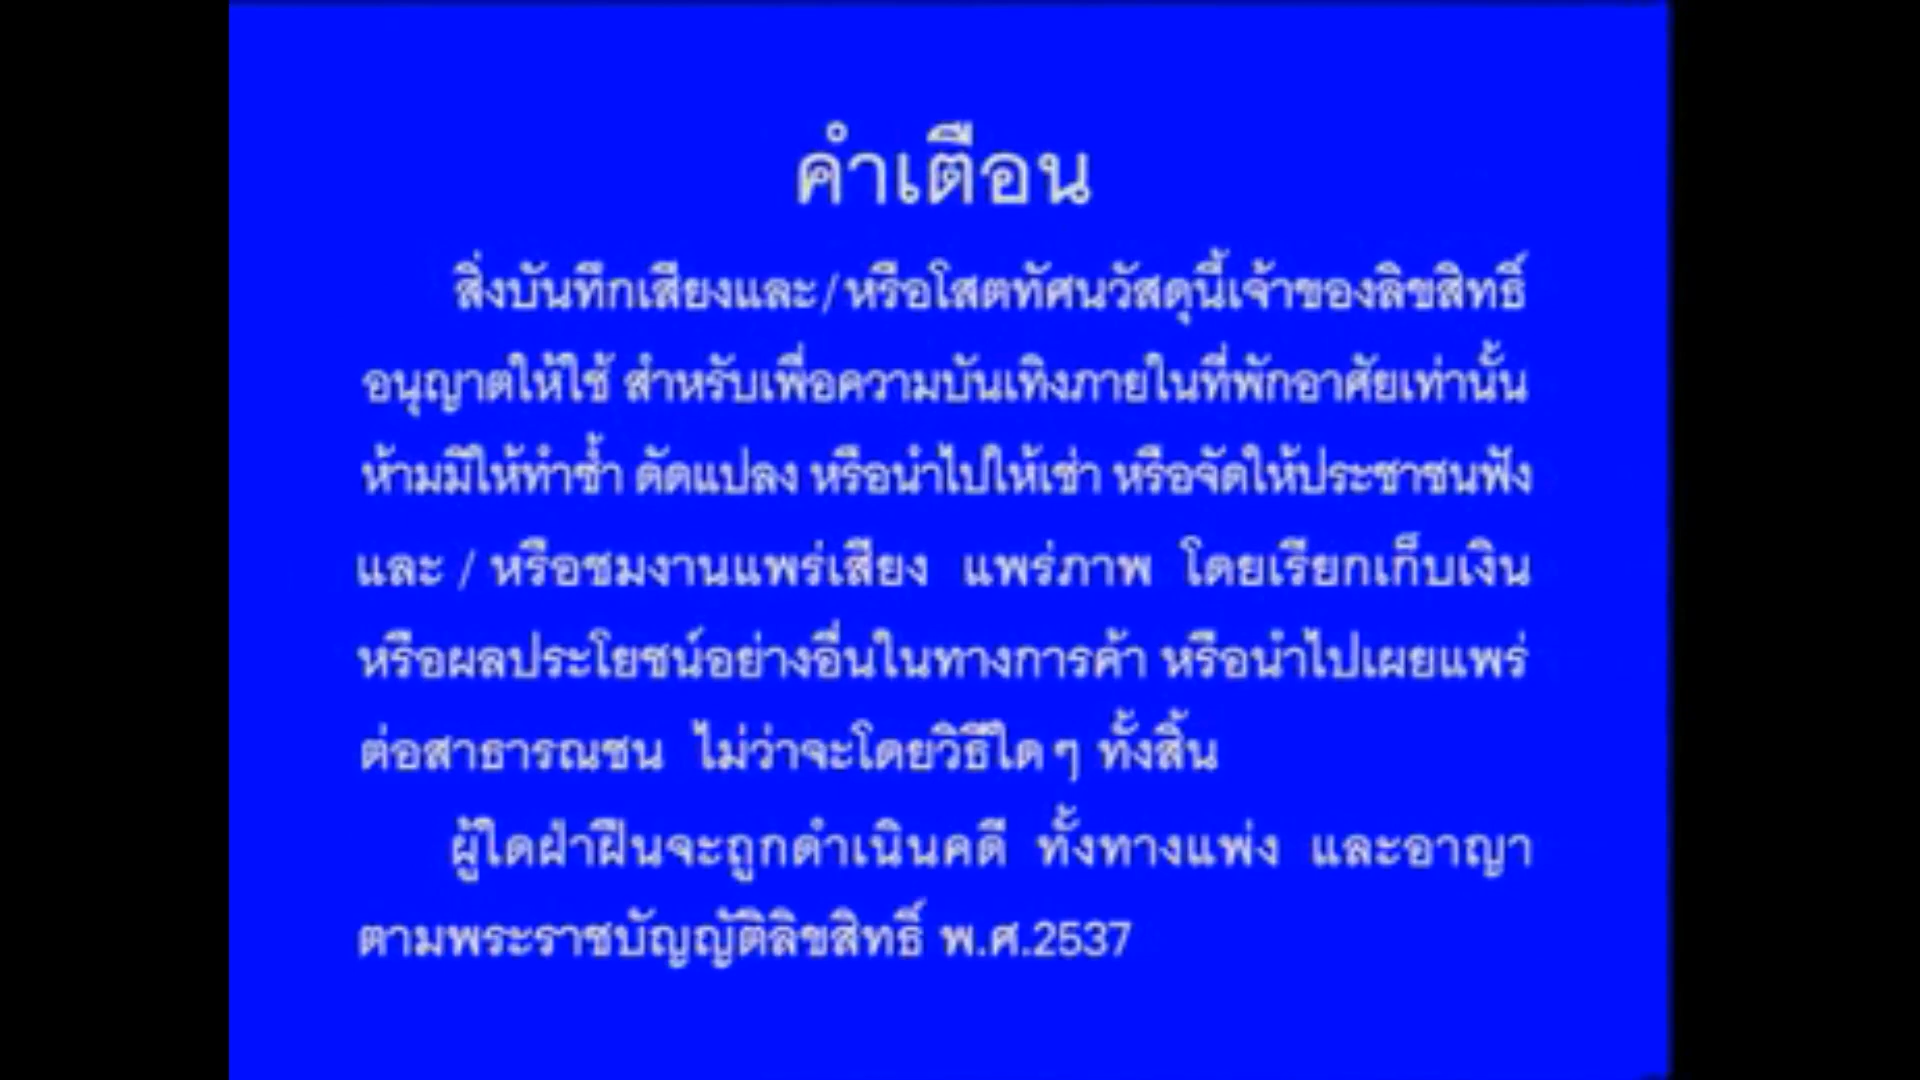 คำเตือน
สิ่งบันทึกเสียงและ/หรือโสตทัศนวัสดุนี้เจ้าของลิขสิทธิ์
อนุญาตให้ใช้ สำหรับเพื่อความบันเทิงภายในที่พักอาศัยเท่านั้น
ห้ามมิให้ทำซ้ำ ดัดแปลง หรือนำไปให้เช่า หรือจัดให้ประชาชนฟัง
และ / หรือชมงานแพร่เสียง แพร่ภาพ โดยเรียกเก็บเงิน
หรือผลประโยชน์อย่างอื่นในทางการค้า หรือนำไปเผยแพร่
ต่อสาธารณชน ไม่ว่าจะโดยวิธีใดๆ ทั้งสิ้น
ผู้ใดฝ่าฝืนจะถูกดำเนินคดี ทั้งทางแพ่ง และอาญา
ตามพระราชบัญญัติลิขสิทธิ์ พ.ศ.2537